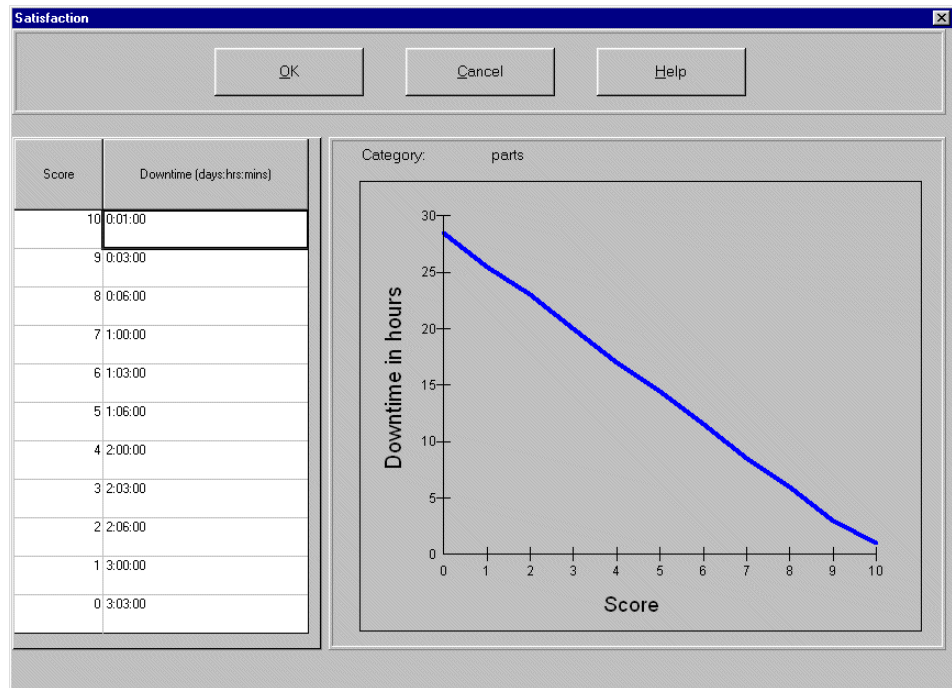 Satisfaction
OK Cancel Help
Score Downtime (days:hrs:mins)
10 0:01:00
9 0:03:00
8 0:06:00
7 1:00:00
6 1:03:00
5 1:06:00
4 2:00:00
3 2:03:00
2 2:06:00
1 3:00:00
0 3:03:00
Category: parts
Downtime in hours
30
25
20
15
10
5
0
0 1 2 3 4 5 6 7 8 9 10
Score